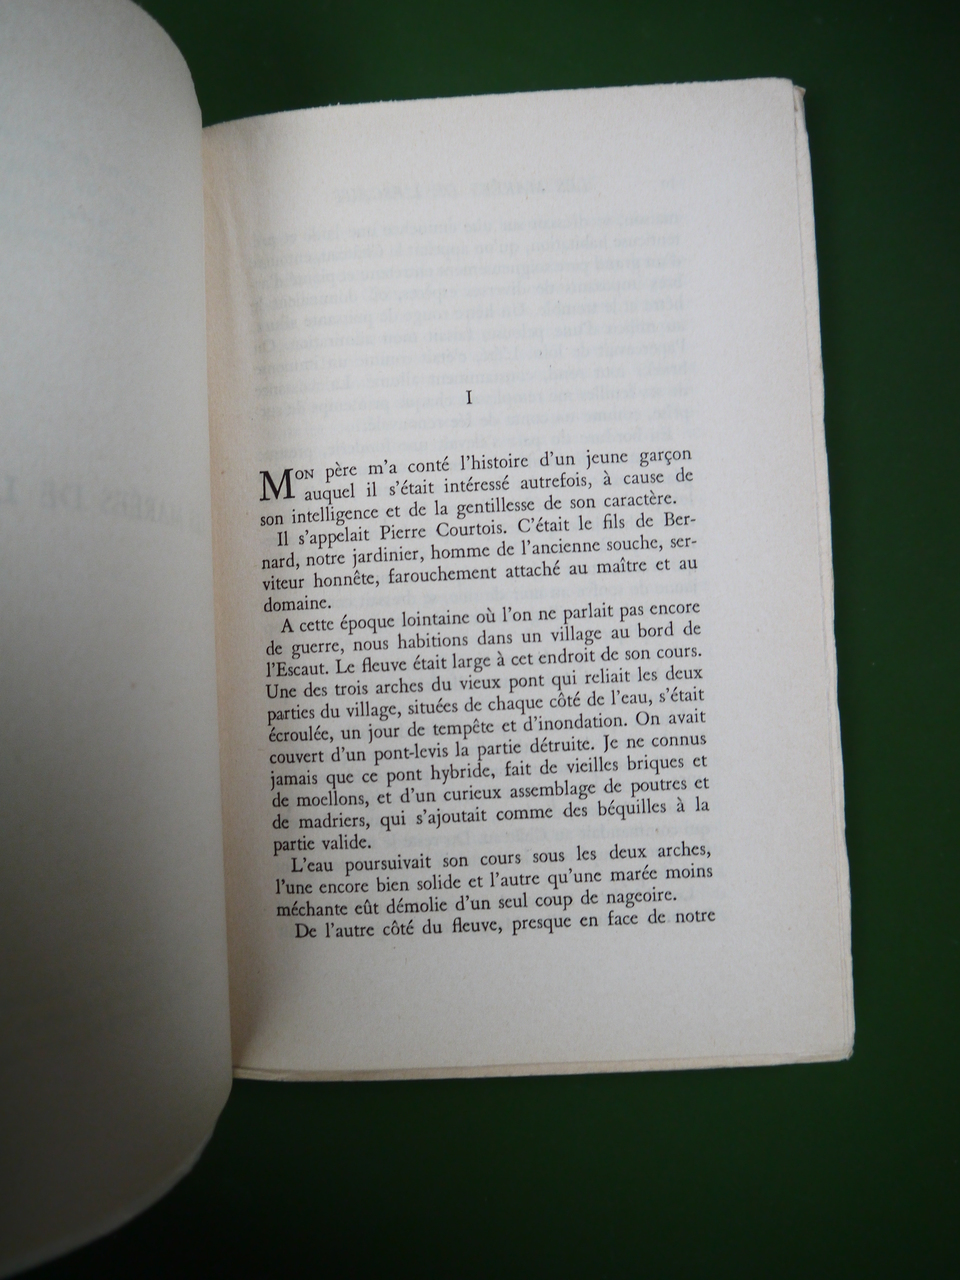 I
MON père m'a conté l'histoire d'un jeune garçon
auquel il s'était intéressé autrefois, à cause de
son intelligence et de la gentillesse de son caractère.
Il s'appelait Pierre Courtois. C'était le fils de Ber-
nard, notre jardinier, homme de l'ancienne souche, ser-
viteur honnête, farouchement attaché au maître et au
domaine.
A cette époque lointaine où l'on ne parlait pas encore
de guerre, nous habitions dans un village au bord de
l'Escaut. Le fleuve était large à cet endroit de son cours.
Une des trois arches du vieux pont qui reliait les deux
parties du village, situées de chaque côté de l'eau, s'était
écroulée, un jour de tempête et d'inondation. On avait
couvert d'un pont-levis la partie détruite. Je ne connus
jamais que ce pont hybride, fait de vieilles briques et
de moellons, et d'un curieux assemblage de poutres et
de madriers, qui s'ajoutait comme des béquilles à la
partie valide.
L'eau poursuivait son cours sous les deux arches,
l'une encore bien solide et l'autre qu'une marée moins
méchante eût démolie d'un seul coup de nageoire.
De l'autre côté du fleuve, presque en face de notre